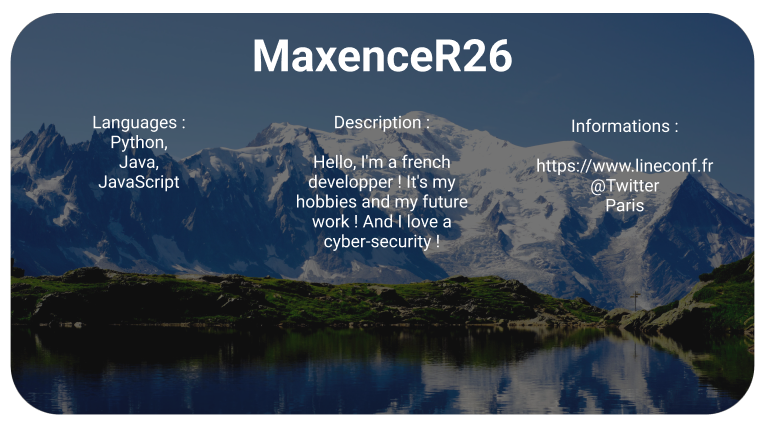 MaxenceR26
Languages :
Python,
Java,
JavaScript
Description :
Hello, I'm a french
developper ! It's my
hobbies and my future
work ! And I love a
cyber-security !
Informations :
https://www.lineconf.fr
@Twitter
Paris